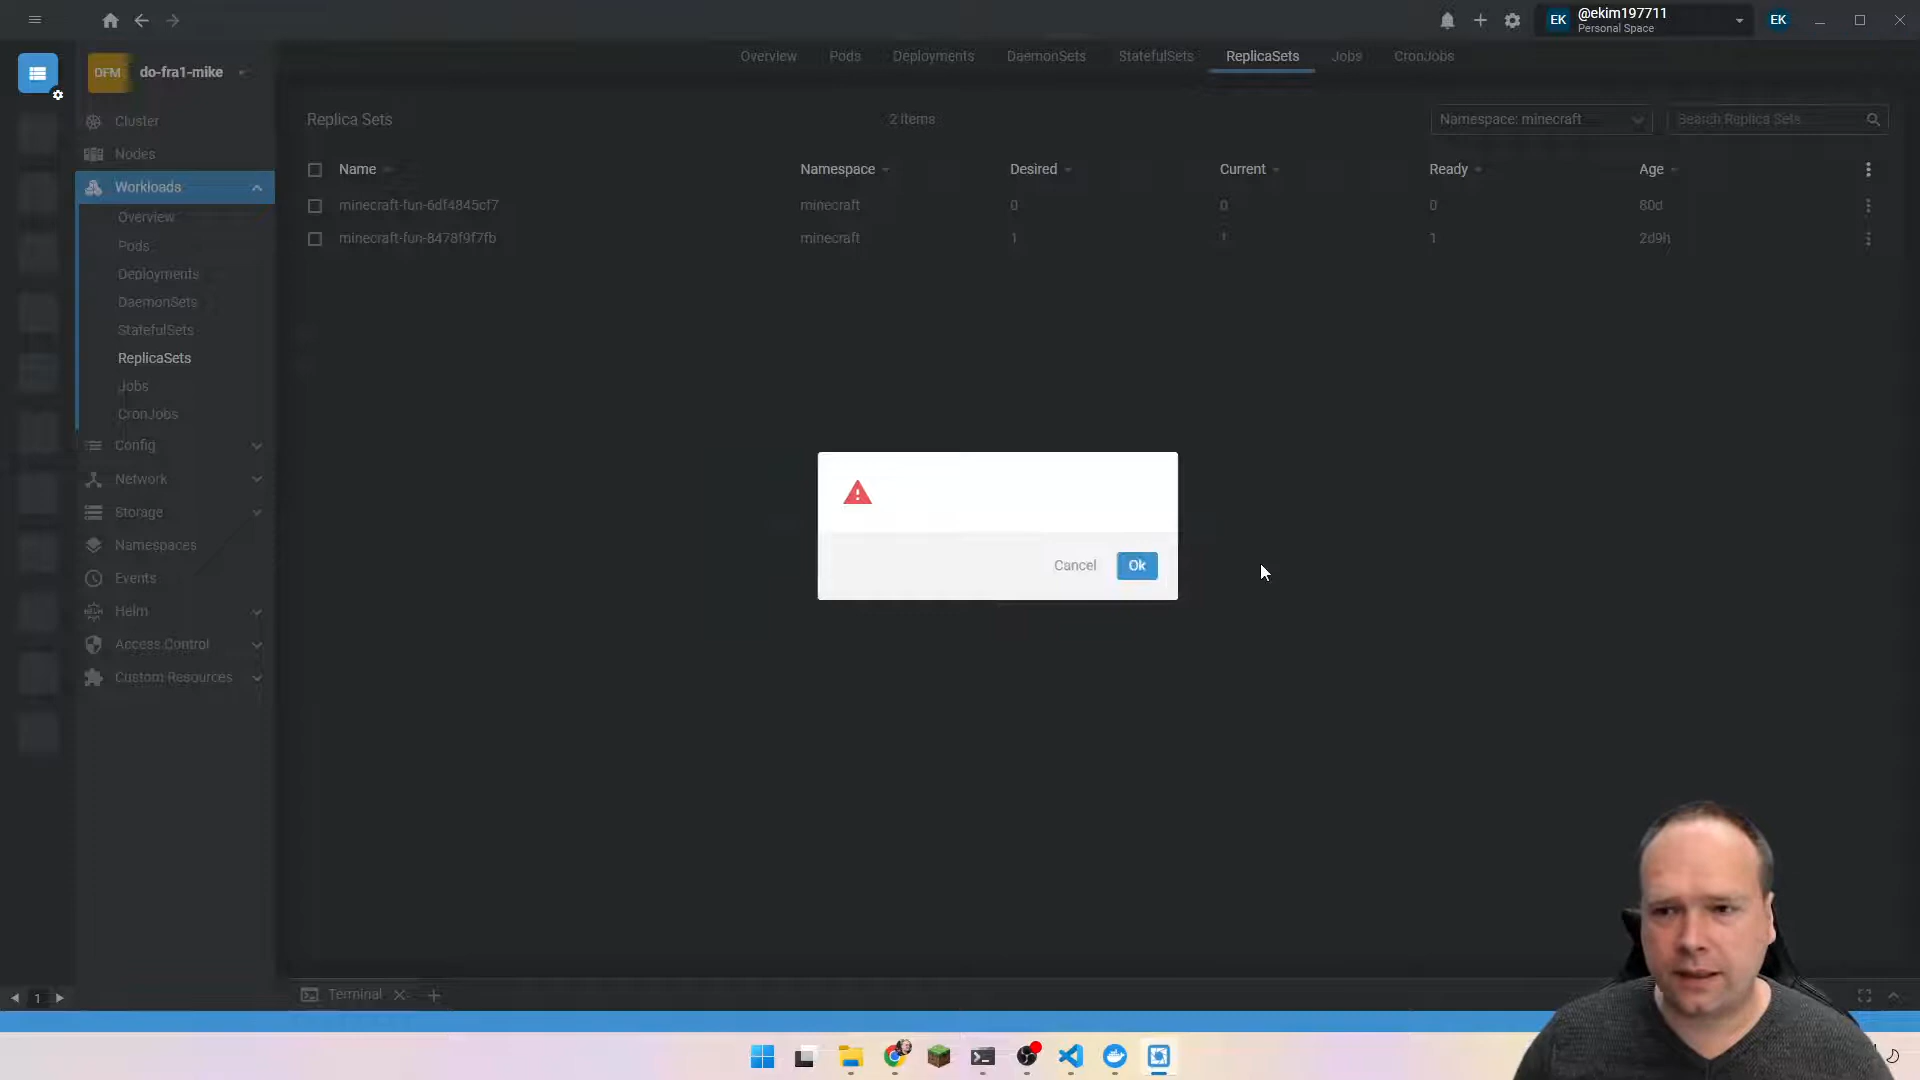 EK @ekim197711 EK
Personal Space
DFM do-fra1-mike
Overview Pods Deployments DaemonSets StatefulSets ReplicaSets Jobs CronJobs
Cluster
Nodes
Workloads
Overview
Pods
Deployments
DaemonSets
StatefulSets
ReplicaSets
Jobs
CronJobs
Config
Network
Storage
Namespaces
Events
Helm
Access Control
Custom Resources
Replica Sets 2 items Namespace: minecraft Search Replica Sets
Name Namespace Desired Current Ready Age
minecraft-fun-6df4845cf7 minecraft 0 0 0 80d
minecraft-fun-8478f9f7fb minecraft 1 1 1 2d9h
Cancel Ok
1
Terminal